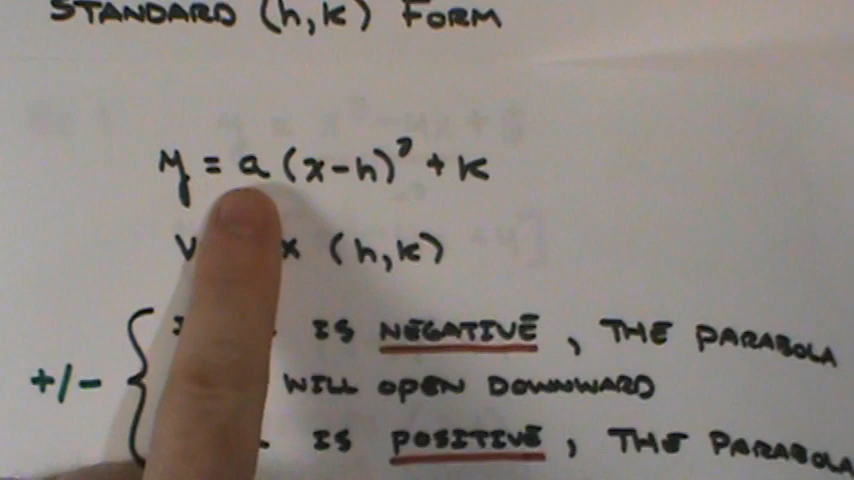 STANDARD (h,k) FORM
y = a (x-h)² + k
(h,k)
IS NEGATIVE, THE PARABOLA
+/- WILL OPEN DOWNWARD
IS POSITIVE, THE PARABOLA